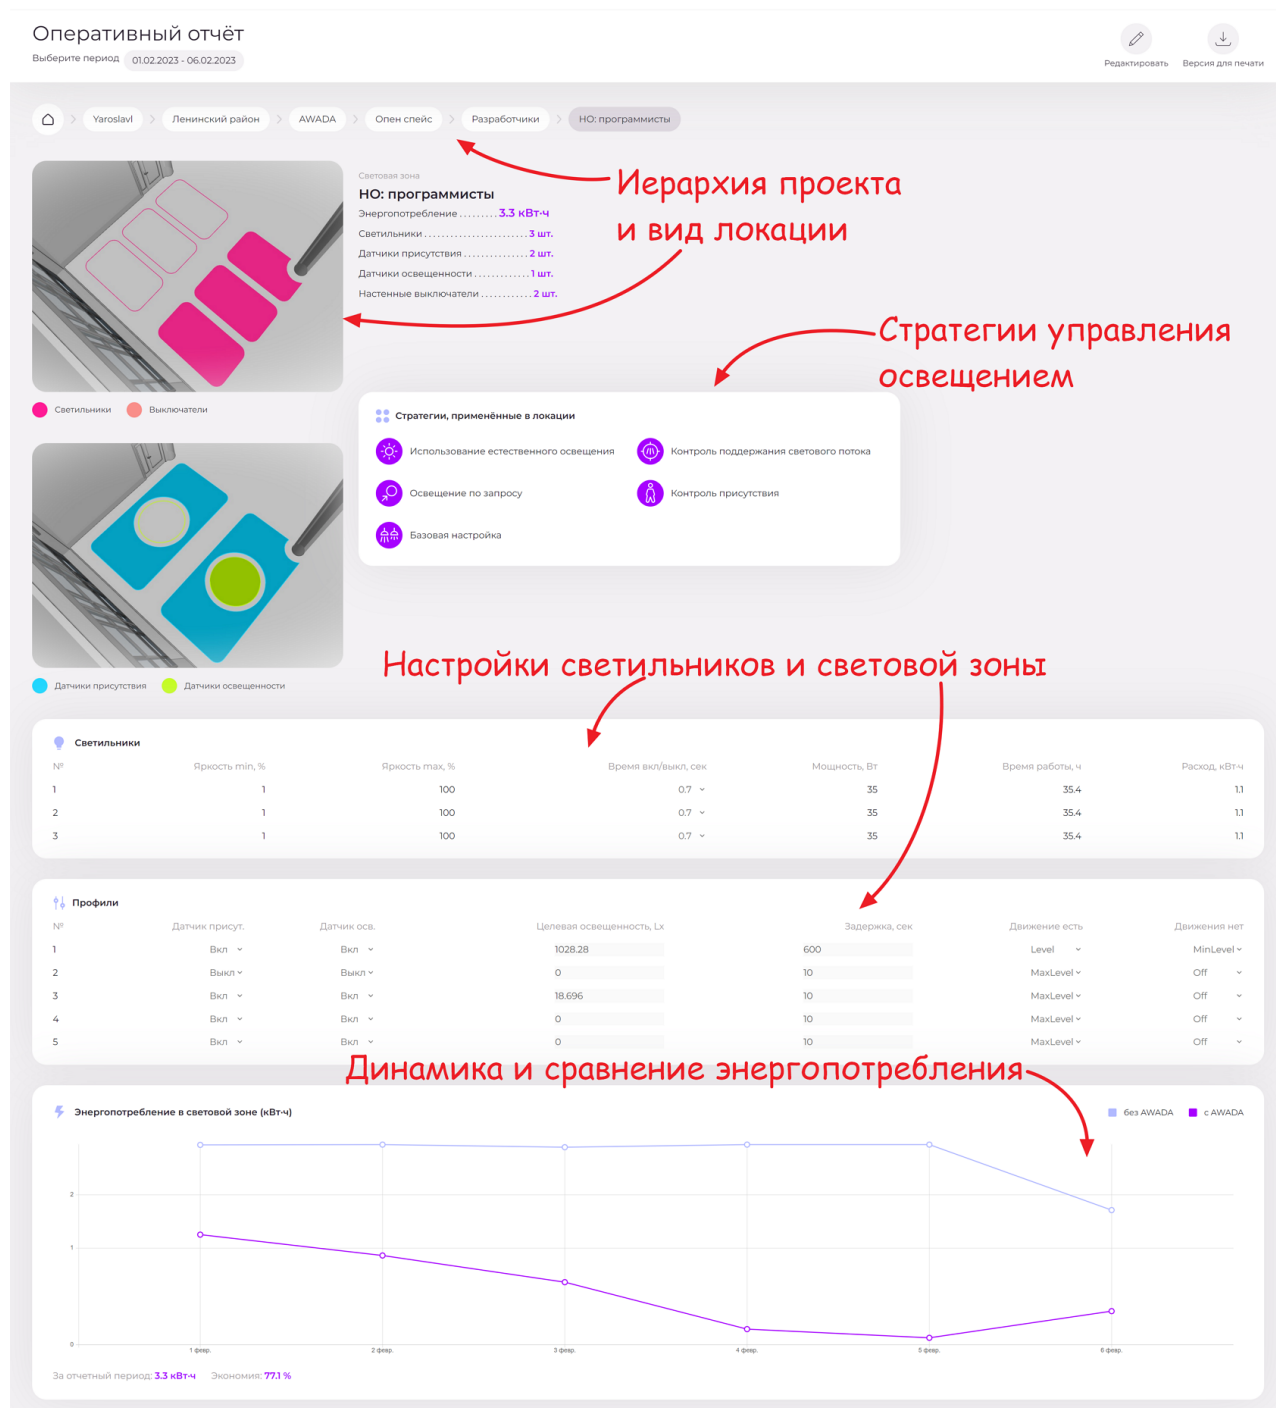 Оперативный отчёт
Выберите период 01.02.2023 - 06.02.2023
Редактировать Версия для печати
Yaroslavl > Ленинский район > AWADA > Опен спейс > Разработчики > НО: программисты
Иерархия проекта
и вид локации
Световая зона
НО: программисты
Энергопотребление ......... 3.3 кВт·ч
Светильники ....................... 3 шт.
Датчики присутствия ............. 2 шт.
Датчики освещенности ........... 1 шт.
Настенные выключатели ............ 2 шт.
Стратегии управления
освещением
Светильники Выключатели
Стратегии, применённые в локации
Использование естественного освещения Контроль поддержания светового потока
Освещение по запросу Контроль присутствия
Базовая настройка
Датчики присутствия Датчики освещенности
Настройки светильников и световой зоны
Светильники
№ Яркость min, % Яркость max, % Время вкл/выкл, сек Мощность, Вт Время работы, ч Расход, кВт·ч
1 1 100 0.7 35 35.4 1.1
2 1 100 0.7 35 35.4 1.1
3 1 100 0.7 35 35.4 1.1
Профили
№ Датчик присут. Датчик осв. Целевая освещенность, Lx Задержка, сек Движение есть Движения нет
1 Вкл Вкл 1028.28 600 Level MinLevel
2 Выкл Выкл 0 10 MaxLevel Off
3 Вкл Вкл 18.696 10 MaxLevel Off
4 Вкл Вкл 0 10 MaxLevel Off
5 Вкл Вкл 0 10 MaxLevel Off
Динамика и сравнение энергопотребления
Энергопотребление в световой зоне (кВт·ч)
без AWADA с AWADA
2
1
0
1 февр. 2 февр. 3 февр. 4 февр. 5 февр. 6 февр.
За отчетный период: 3.3 кВт·ч Экономия: 77.1 %